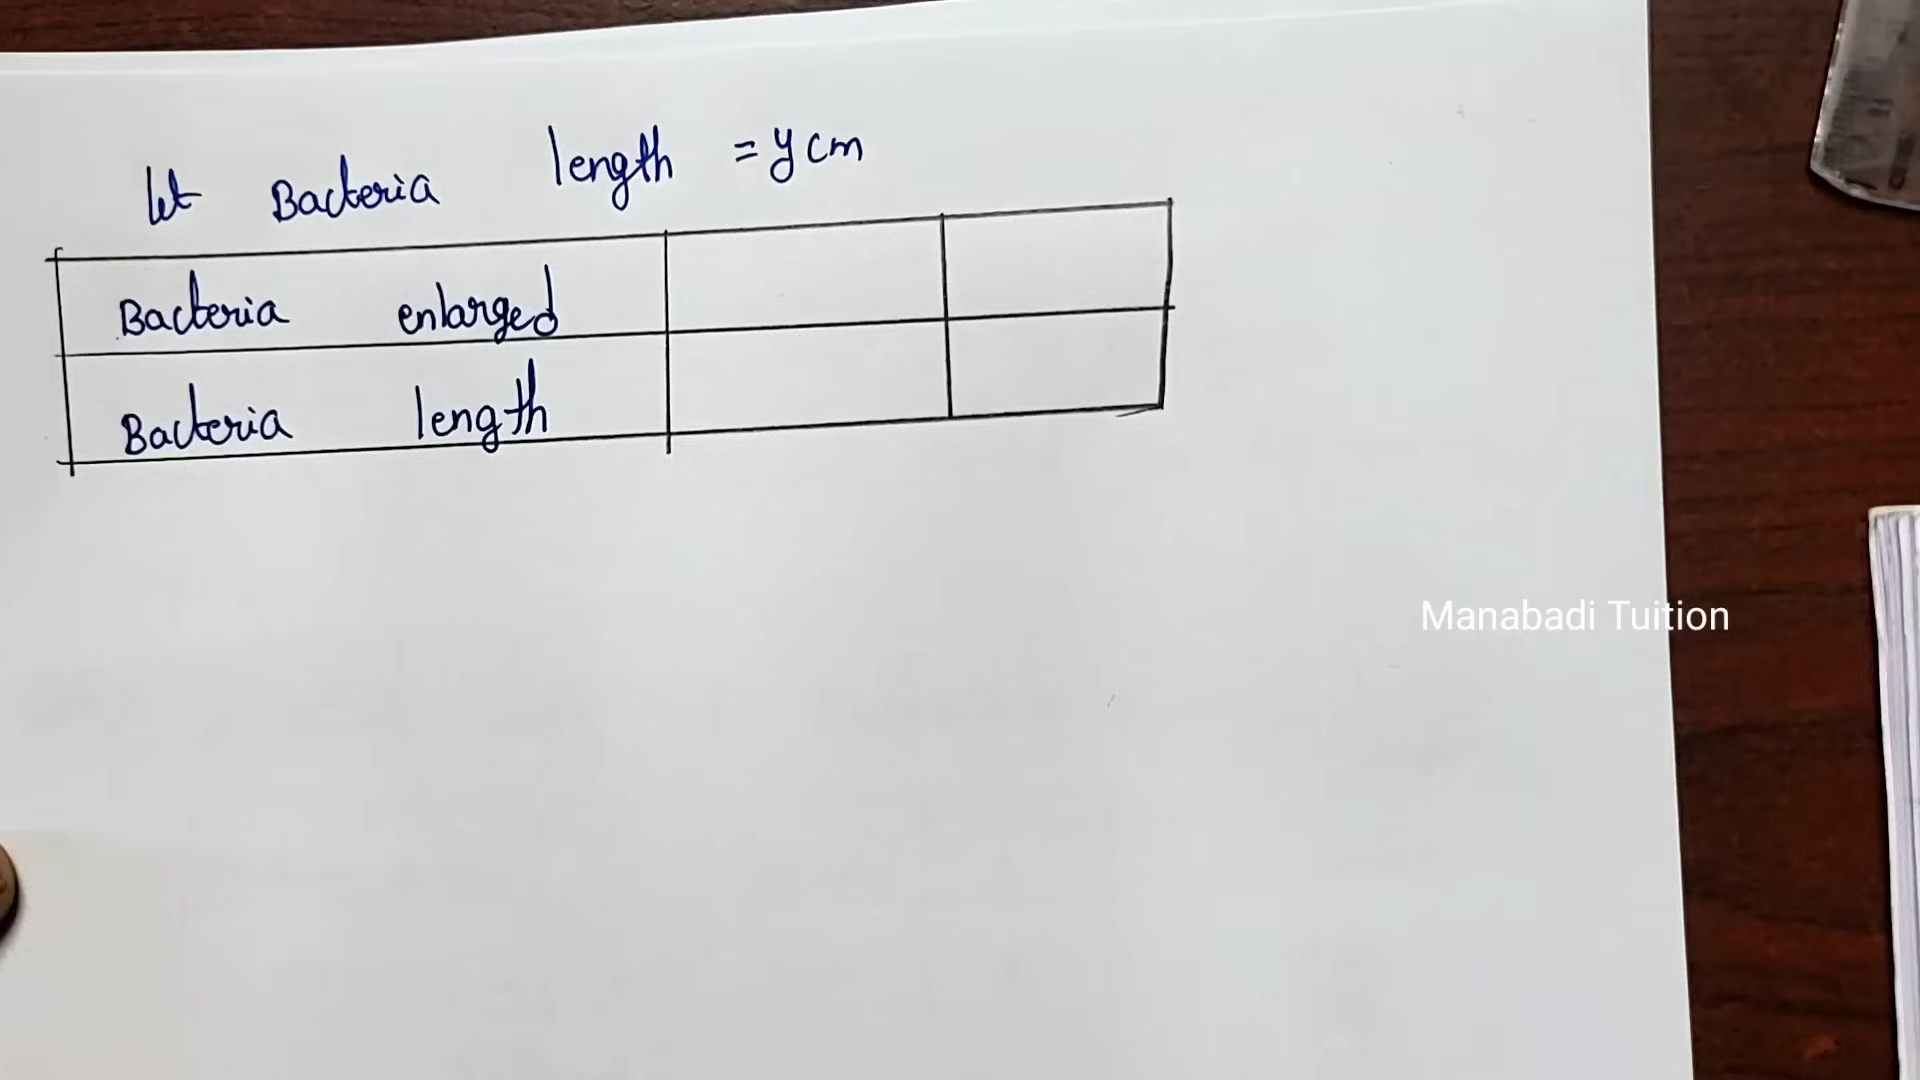 let Bacteria length = y cm
Bacteria enlarged
Bacteria length
Manabadi Tuition